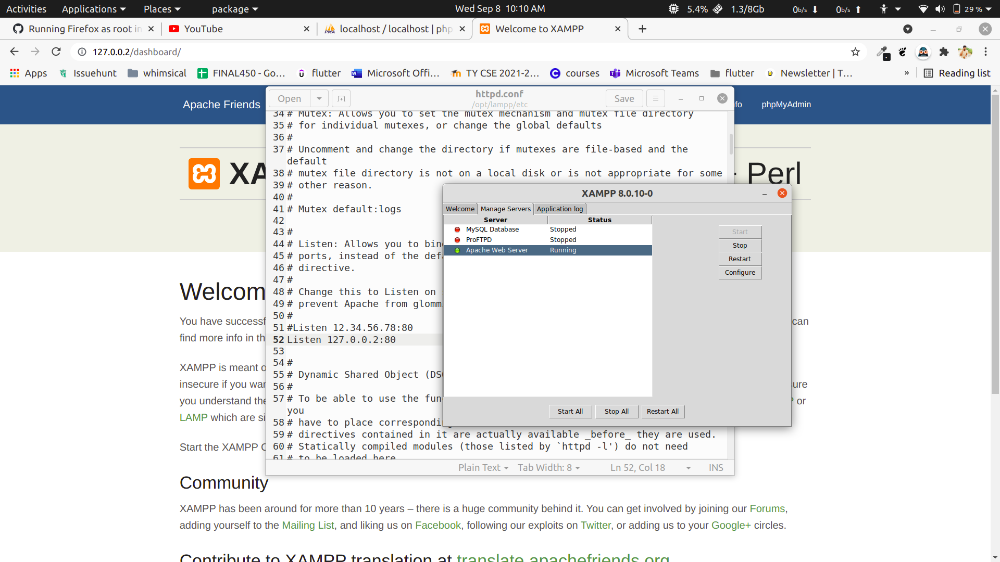 Activities Applications Places package Wed Sep 8 10:10 AM 5.4% 1.3/8Gb 0b/s 0b/s 29 %
Running Firefox as root in YouTube localhost / localhost | php Welcome to XAMPP
127.0.0.2/dashboard/
Apps Issuehunt whimsical FINAL450 - Go… flutter Microsoft Offi… TY CSE 2021-2… courses Microsoft Teams flutter Newsletter | T… » Reading list
Apache Friends
fo phpMyAdmin
XA
Perl
Welcom
You have successf
can
find more info in th
XAMPP is meant o
insecure if you war
sure
you understand the
P or
LAMP which are si
Start the XAMPP C
Community
XAMPP has been around for more than 10 years – there is a huge community behind it. You can get involved by joining our Forums,
adding yourself to the Mailing List, and liking us on Facebook, following our exploits on Twitter, or adding us to your Google+ circles.
Contribute to XAMPP translation at translate.apachefriends.org
Open httpd.conf Save
/opt/lampp/etc
34 # Mutex: Allows you to set the mutex mechanism and mutex file directory
35 # for individual mutexes, or change the global defaults
36 #
37 # Uncomment and change the directory if mutexes are file-based and the
default
38 # mutex file directory is not on a local disk or is not appropriate for some
39 # other reason.
40 #
41 # Mutex default:logs
42
43 #
44 # Listen: Allows you to bin
45 # ports, instead of the def
46 # directive.
47 #
48 # Change this to Listen on
49 # prevent Apache from glomm
50 #
51 #Listen 12.34.56.78:80
52 Listen 127.0.0.2:80
53
54 #
55 # Dynamic Shared Object (DS
56 #
57 # To be able to use the fun
you
58 # have to place correspondin
59 # directives contained in it are actually available _before_ they are used.
60 # Statically compiled modules (those listed by `httpd -l') do not need
61 # to be loaded here
Plain Text Tab Width: 8 Ln 52, Col 18 INS
XAMPP 8.0.10-0
Welcome Manage Servers Application log
Server Status
MySQL Database Stopped
ProFTPD Stopped
Apache Web Server Running
Start
Stop
Restart
Configure
Start All Stop All Restart All